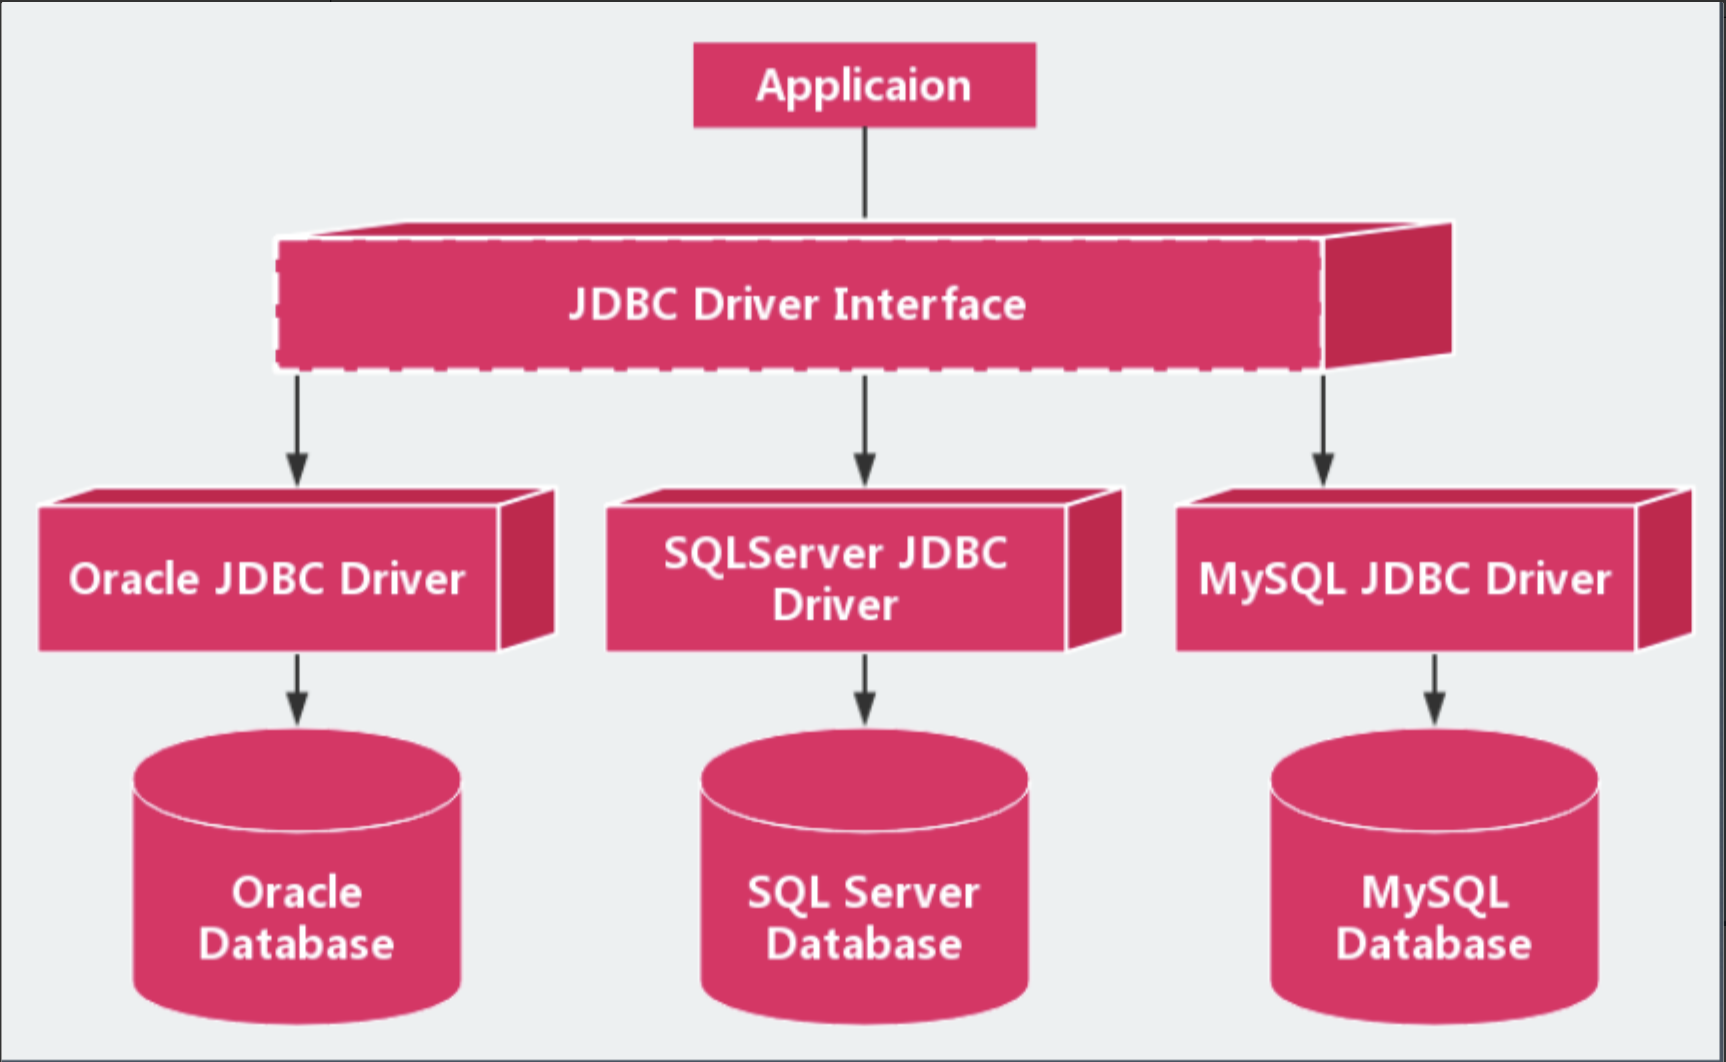 Applicaion
JDBC Driver Interface
Oracle JDBC Driver
SQLServer JDBC
Driver
MySQL JDBC Driver
Oracle
Database
SQL Server
Database
MySQL
Database